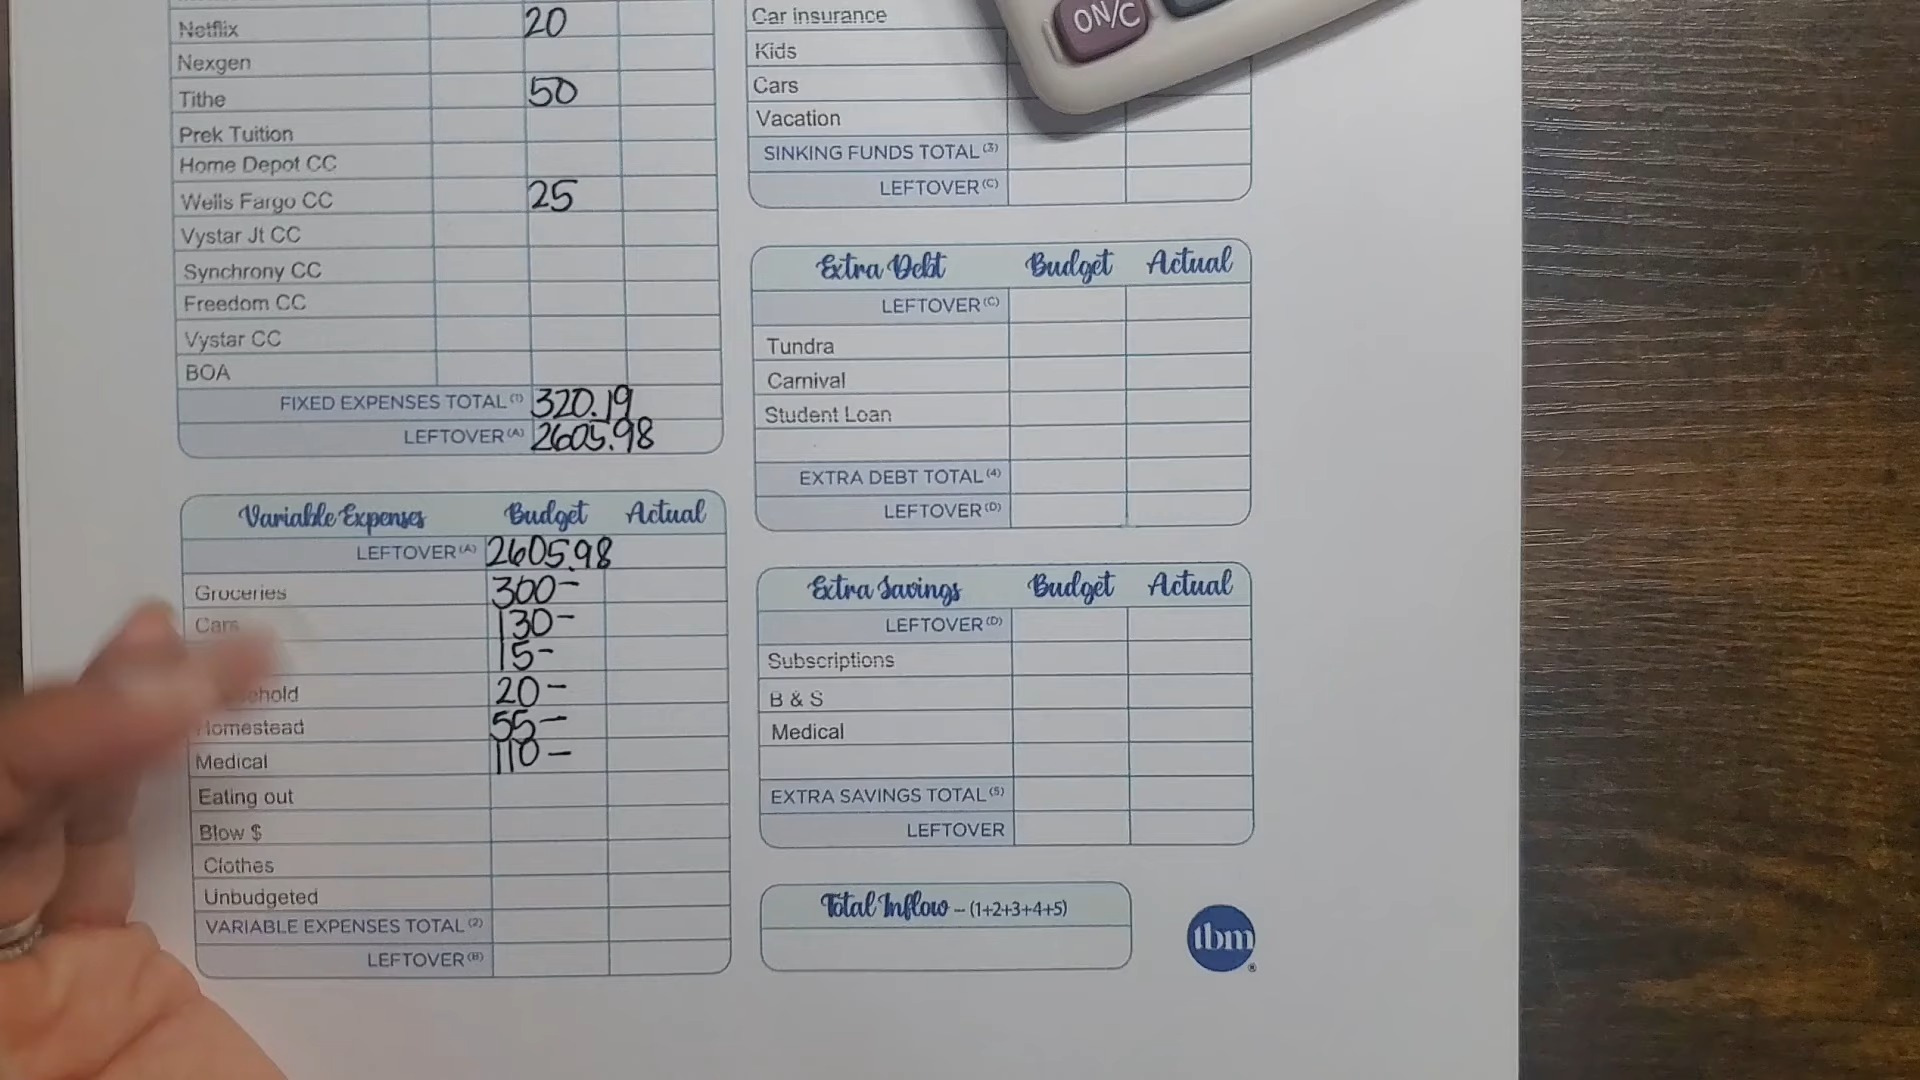 Netflix 20
Nexgen
Tithe 50
Prek Tuition
Home Depot CC
Wells Fargo CC 25
Vystar Jt CC
Synchrony CC
Freedom CC
Vystar CC
BOA
FIXED EXPENSES TOTAL (1) 320.19
LEFTOVER (A) 2605.98
Variable Expenses Budget Actual
LEFTOVER (A) 2605.98
Groceries 300-
Cars 130-
15-
ehold 20-
Homestead 55-
Medical 110-
Eating out
Blow $
Clothes
Unbudgeted
VARIABLE EXPENSES TOTAL (2)
LEFTOVER (B)
Car insurance
Kids
Cars
Vacation
SINKING FUNDS TOTAL (3)
LEFTOVER (C)
Extra Debt Budget Actual
LEFTOVER (C)
Tundra
Carnival
Student Loan
EXTRA DEBT TOTAL (4)
LEFTOVER (D)
Extra Savings Budget Actual
LEFTOVER (D)
Subscriptions
B & S
Medical
EXTRA SAVINGS TOTAL (5)
LEFTOVER
Total Inflow - (1+2+3+4+5)
tbm
®
ON/C